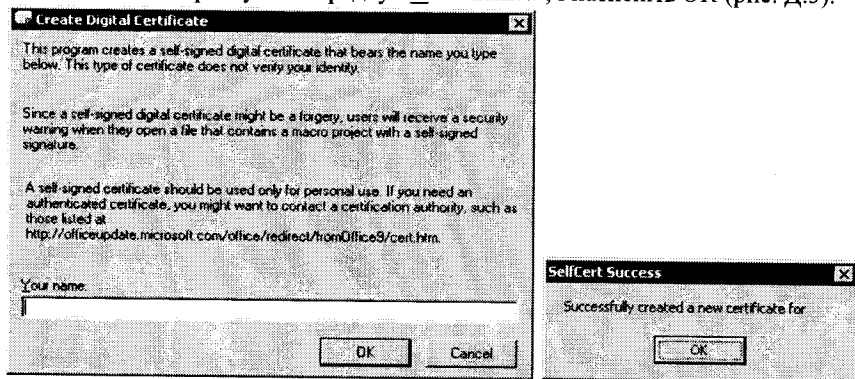 ОК (рис. Д.3).
Create Digital Certificate
This program creates a self-signed digital certificate that bears the name you type
below. This type of certificate does not verify your identity.
Since a self-signed digital certificate might be a forgery, users will receive a security
warning when they open a file that contains a macro project with a self-signed
signature.
A self-signed certificate should be used only for personal use. If you need an
authenticated certificate, you might want to contact a certification authority, such as
those listed at
http://officeupdate.microsoft.com/office/redirect/fromOffice9/cert.htm.
Your name:
OK Cancel
SelfCert Success
Successfully created a new certificate for
OK